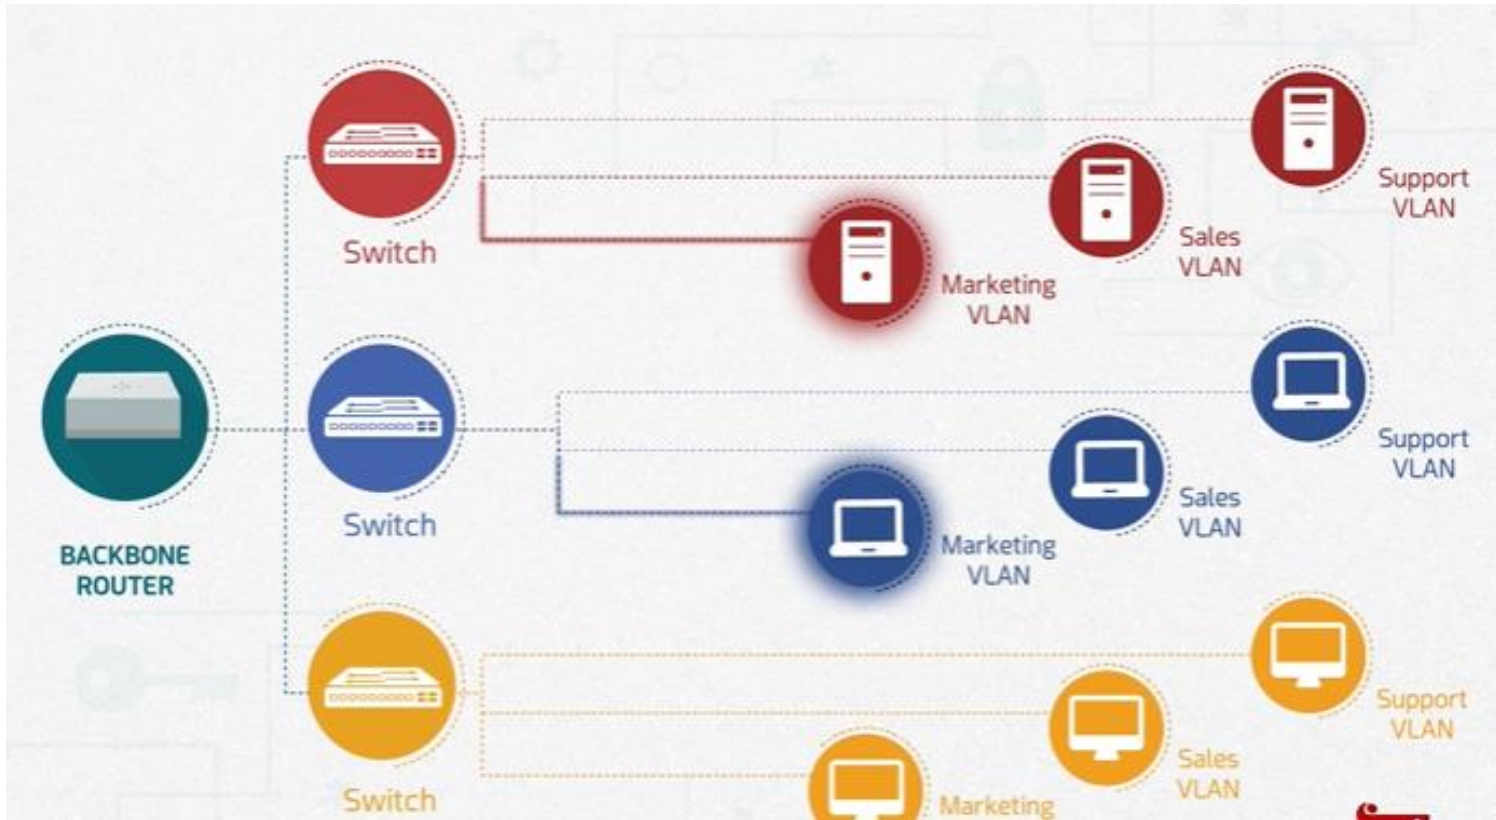 Support
VLAN
Sales
VLAN
Switch
Marketing
VLAN
Support
VLAN
Sales
VLAN
Switch
Marketing
VLAN
BACKBONE
ROUTER
Support
VLAN
Sales
VLAN
Switch
Marketing